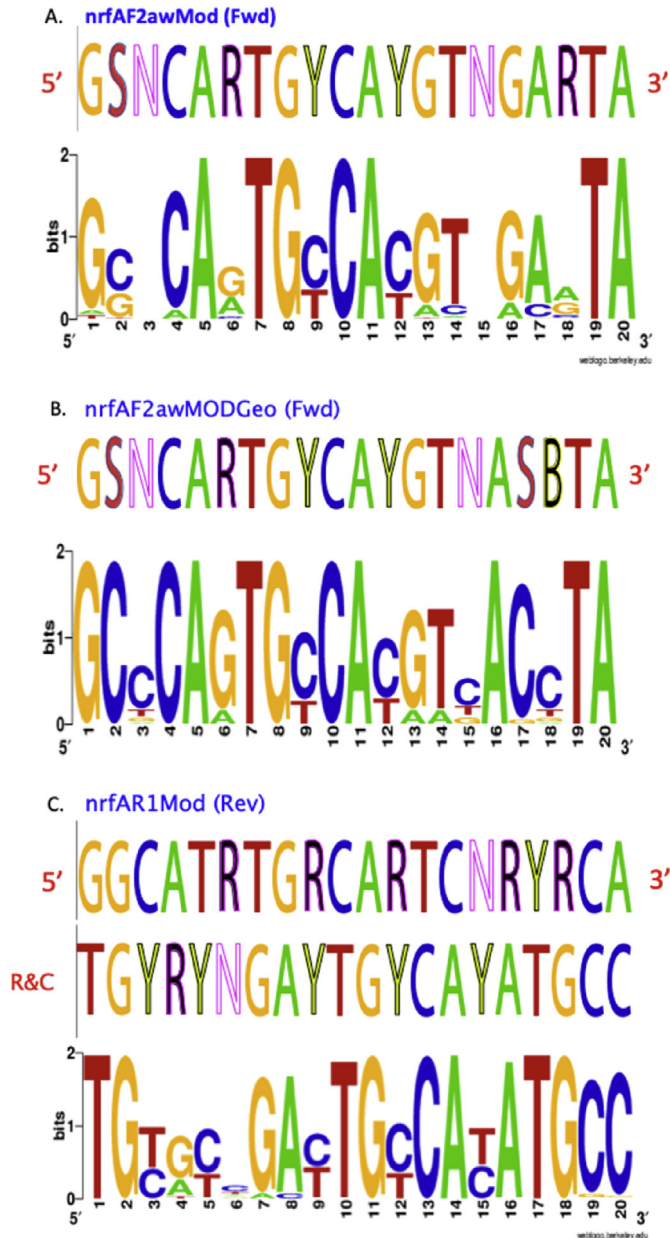 A. nrfAF2awMod (Fwd)
5’ GSNCARTGYCAYGTNGARTA 3’
2
1
bits
0
1 2 3 4 5 6 7 8 9 10 11 12 13 14 15 16 17 18 19 20
5′ 3′
weblogo.berkeley.edu
B. nrfAF2awMODGeo (Fwd)
5’ GSNCARTGYCAYGTNASBTA 3’
2
1
bits
0
1 2 3 4 5 6 7 8 9 10 11 12 13 14 15 16 17 18 19 20
5′ 3′
C. nrfAR1Mod (Rev)
5’ GGCATRTGRCARTCNRYRCA 3’
R&C TGYRYNGAYTGYCAYATGCC
2
1
bits
0
1 2 3 4 5 6 7 8 9 10 11 12 13 14 15 16 17 18 19 20
5′ 3′
weblogo.berkeley.edu